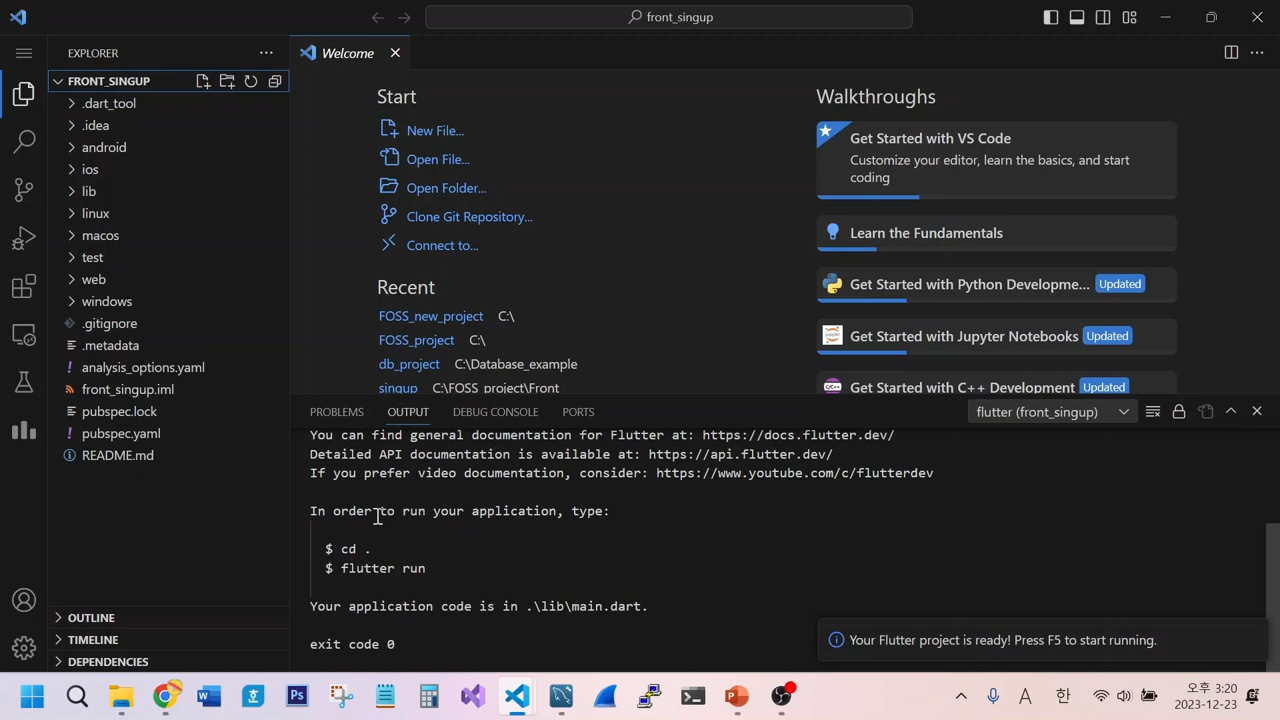 front_singup
EXPLORER
FRONT_SINGUP
.dart_tool
.idea
android
ios
lib
linux
macos
test
web
windows
.gitignore
.metadata
analysis_options.yaml
front_singup.iml
pubspec.lock
pubspec.yaml
README.md
OUTLINE
TIMELINE
DEPENDENCIES
Welcome
Start
New File...
Open File...
Open Folder...
Clone Git Repository...
Connect to...
Recent
FOSS_new_project C:\
FOSS_project C:\
db_project C:\Database_example
singup C:\FOSS_project\Front
Walkthroughs
Get Started with VS Code
Customize your editor, learn the basics, and start
coding
Learn the Fundamentals
Get Started with Python Developme... Updated
Get Started with Jupyter Notebooks Updated
Get Started with C++ Development Updated
PROBLEMS OUTPUT DEBUG CONSOLE PORTS flutter (front_singup)
You can find general documentation for Flutter at: https://docs.flutter.dev/
Detailed API documentation is available at: https://api.flutter.dev/
If you prefer video documentation, consider: https://www.youtube.com/c/flutterdev
In order to run your application, type:
$ cd .
$ flutter run
Your application code is in .\lib\main.dart.
exit code 0
Your Flutter project is ready! Press F5 to start running.
A 한 오후 3:20
2023-12-23